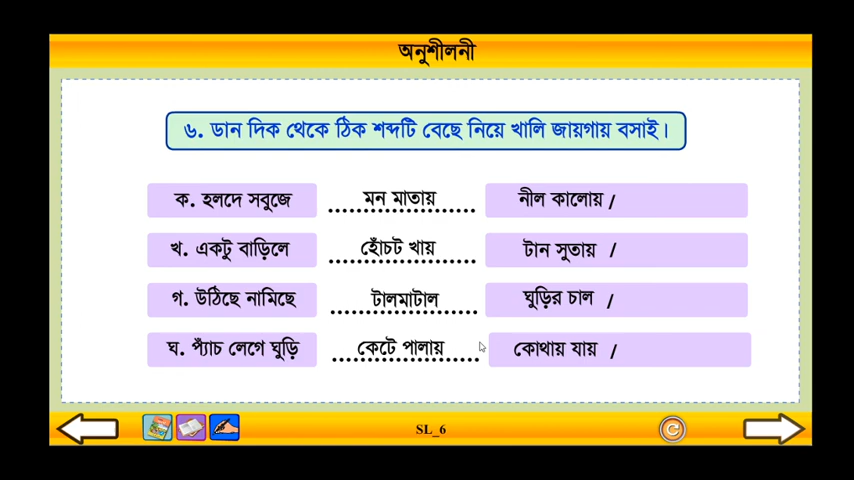 অনুশীলনী
৬. ডান দিক থেকে ঠিক শব্দটি বেছে নিয়ে খালি জায়গায় বসাই।
ক. হলদে সবুজে মন মাতায় নীল কালোয় /
খ. একটু বাড়িলে হোঁচট খায় টান সুতায় /
গ. উঠিছে নামিছে টালমাটাল ঘুড়ির চাল /
ঘ. প্যাঁচ লেগে ঘুড়ি কেটে পালায় কোথায় যায় /
SL_6
C